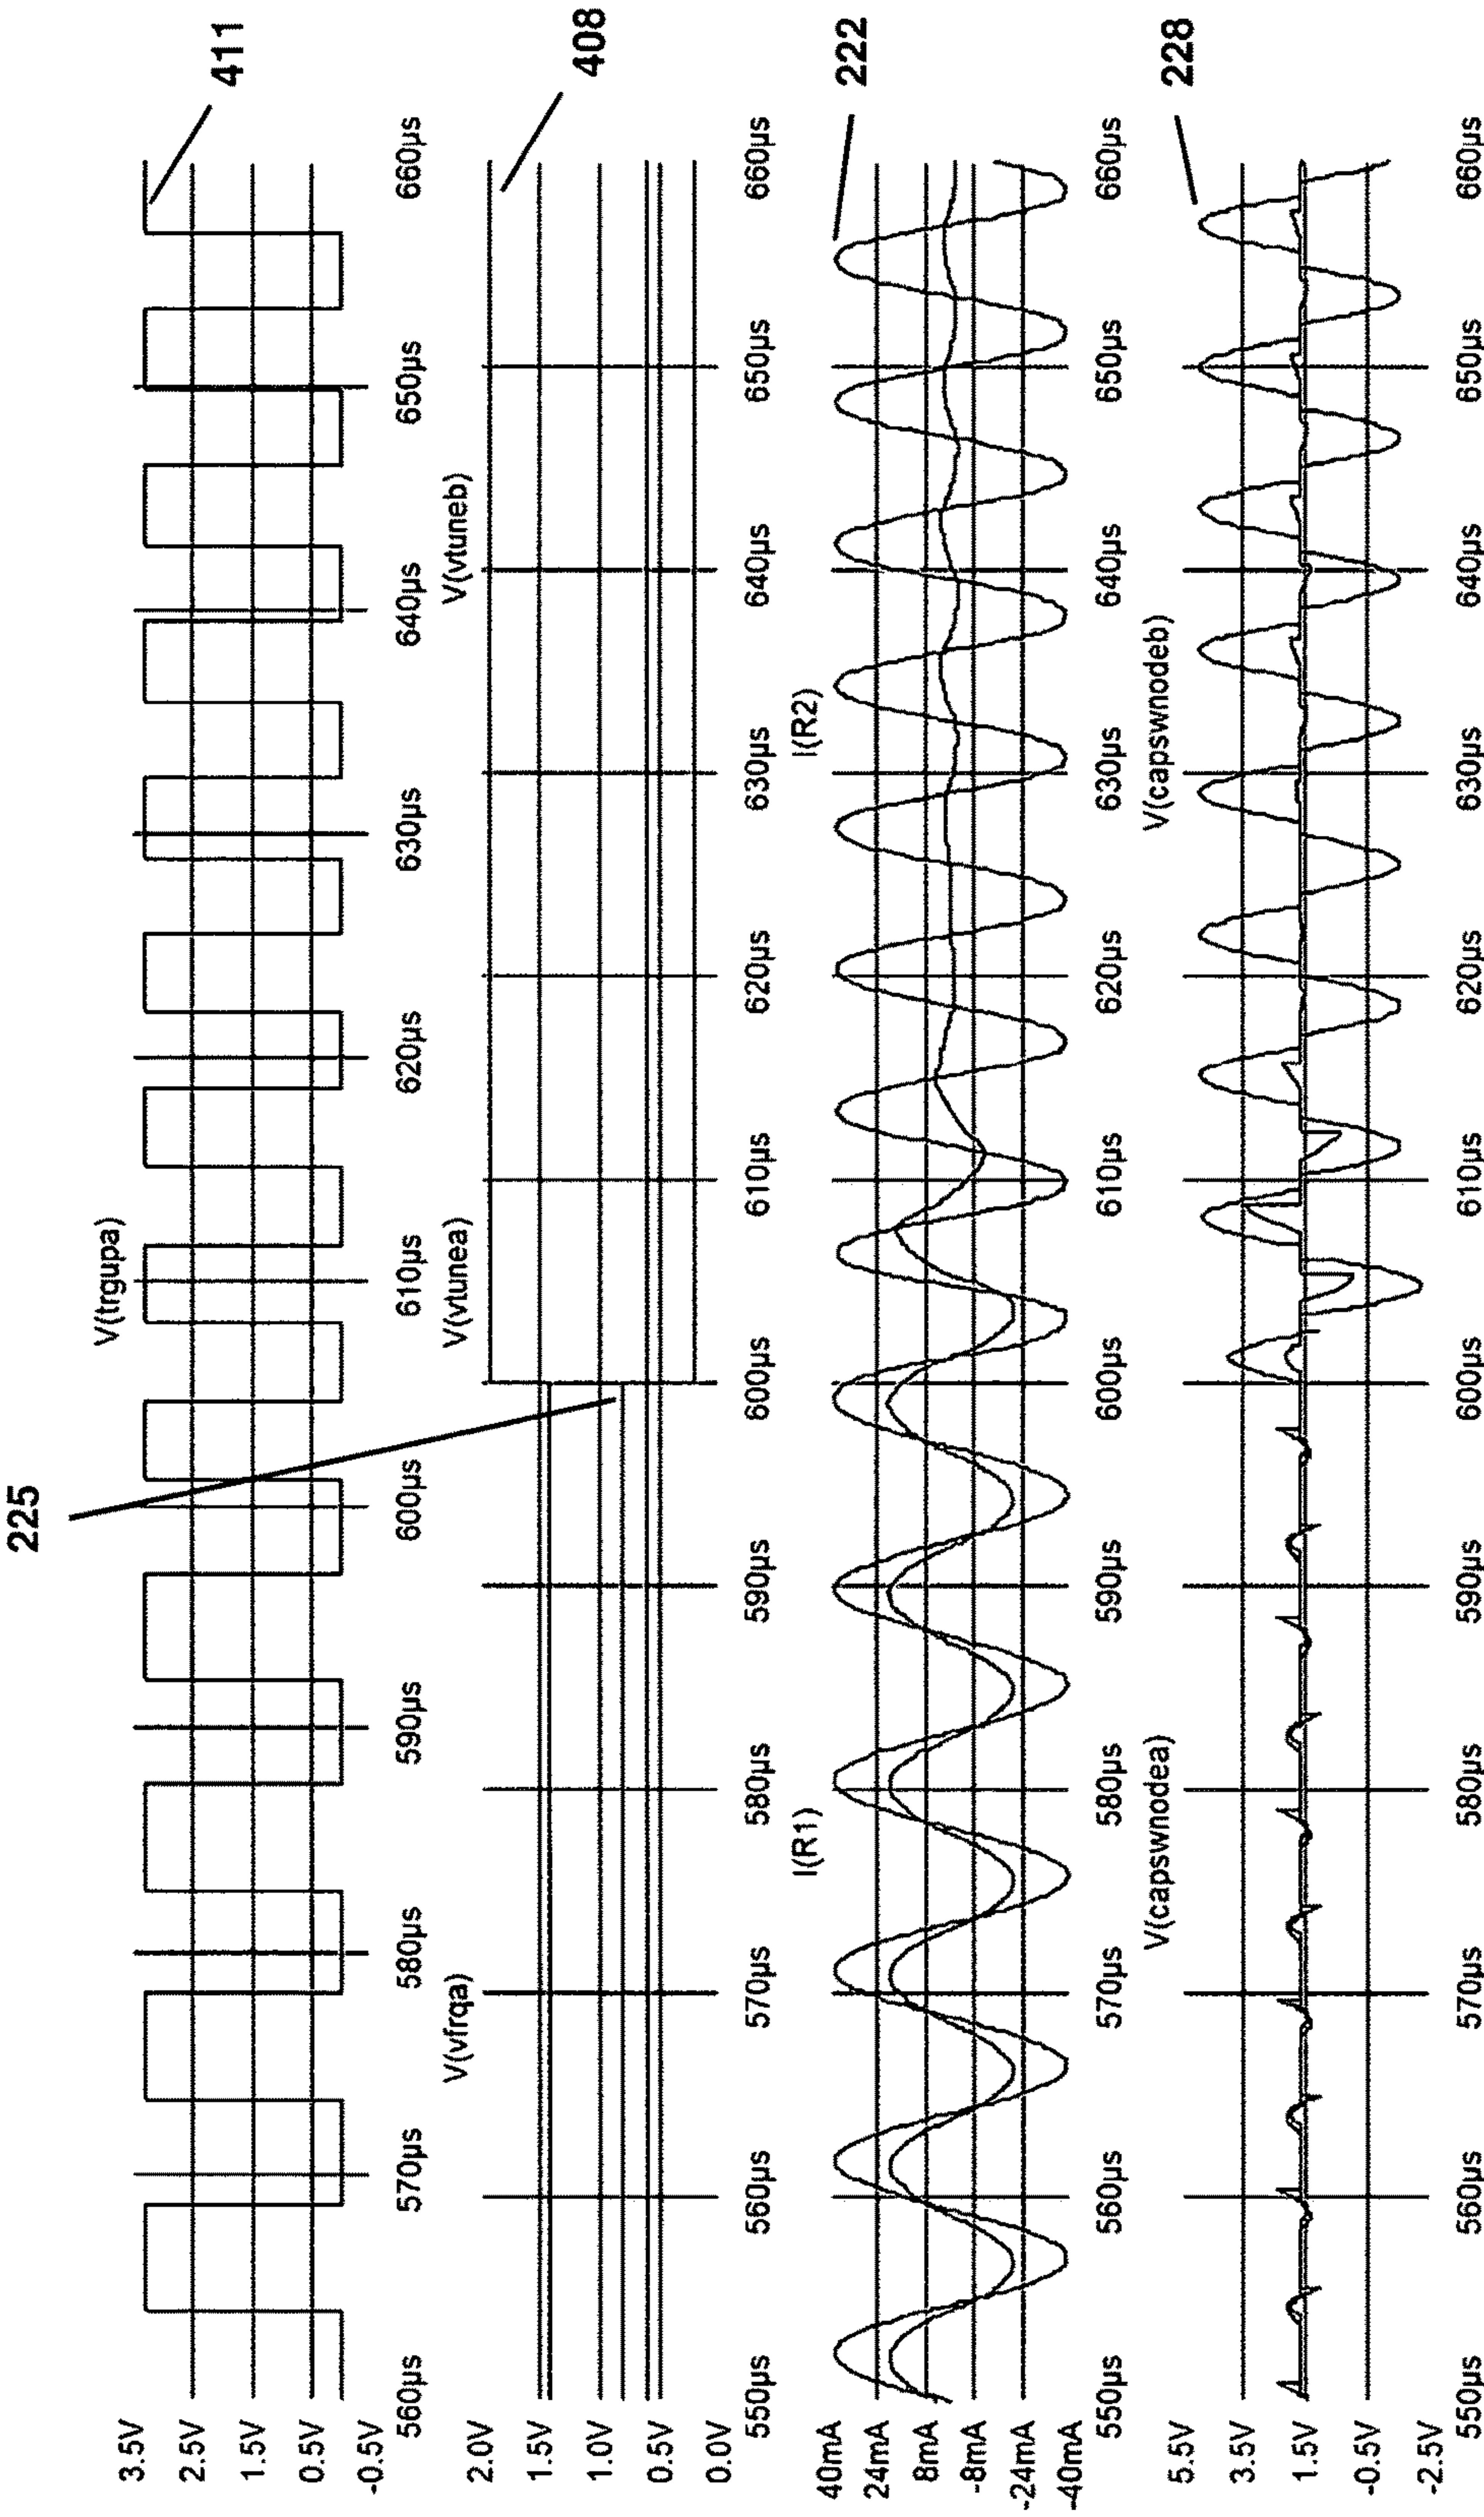 225
V(trgupa)
411
3.5V
2.5V
1.5V
0.5V
-0.5V
560µs
570µs
580µs
590µs
600µs
610µs
620µs
630µs
640µs
650µs
660µs
V(vfrqa)
V(vtunea)
V(vtuneb)
408
2.0V
1.5V
1.0V
0.5V
0.0V
550µs
560µs
570µs
580µs
590µs
600µs
610µs
620µs
630µs
640µs
650µs
660µs
I(R1)
I(R2)
222
40mA
24mA
8mA
-8mA
-24mA
-40mA
550µs
560µs
570µs
580µs
590µs
600µs
610µs
620µs
630µs
640µs
650µs
660µs
V(capswnodea)
V(capswnodeb)
228
5.5V
3.5V
1.5V
-0.5V
-2.5V
550µs
560µs
570µs
580µs
590µs
600µs
610µs
620µs
630µs
640µs
650µs
660µs